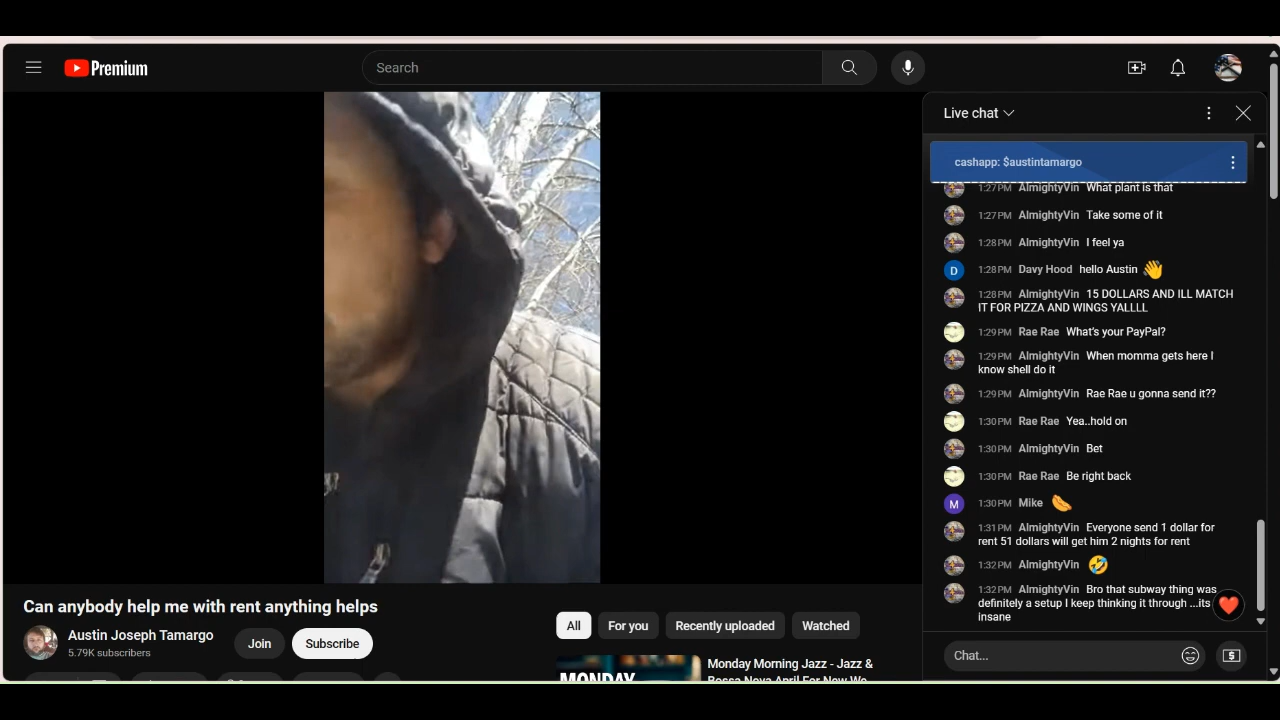 Premium
Search
Live chat
cashapp: $austintamargo
1:27 PM AlmightyVin What plant is that
1:27 PM AlmightyVin Take some of it
1:28 PM AlmightyVin I feel ya
D 1:28 PM Davy Hood hello Austin 👋
1:28 PM AlmightyVin 15 DOLLARS AND ILL MATCH
IT FOR PIZZA AND WINGS YALLLL
1:29 PM Rae Rae What's your PayPal?
1:29 PM AlmightyVin When momma gets here I
know shell do it
1:29 PM AlmightyVin Rae Rae u gonna send it??
1:30 PM Rae Rae Yea..hold on
1:30 PM AlmightyVin Bet
1:30 PM Rae Rae Be right back
M 1:30 PM Mike 🌭
1:31 PM AlmightyVin Everyone send 1 dollar for
rent 51 dollars will get him 2 nights for rent
1:32 PM AlmightyVin 🤣
1:32 PM AlmightyVin Bro that subway thing was
definitely a setup I keep thinking it through ...its
insane
Chat...
Can anybody help me with rent anything helps
Austin Joseph Tamargo
5.79K subscribers
Join
Subscribe
All
For you
Recently uploaded
Watched
MONDAY
Monday Morning Jazz - Jazz &
Bossa Nova April For New We